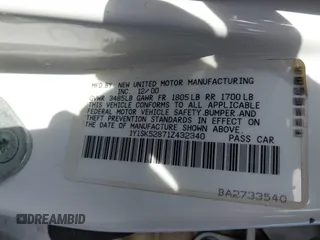 MFD BY NEW UNITED MOTOR MANUFACTURING
INC. 12/00
GVWR 3485LB GAWR FR 1805LB RR 1700LB
THIS VEHICLE CONFORMS TO ALL APPLICABLE
FEDERAL MOTOR VEHICLE SAFETY,BUMPER,AND
THEFT PREVENTION STANDARDS IN EFFECT ON
THE DATE OF MANUFACTURE SHOWN ABOVE.
1Y1SK52871Z432340 PASS CAR
BA2733540
DREAMBID